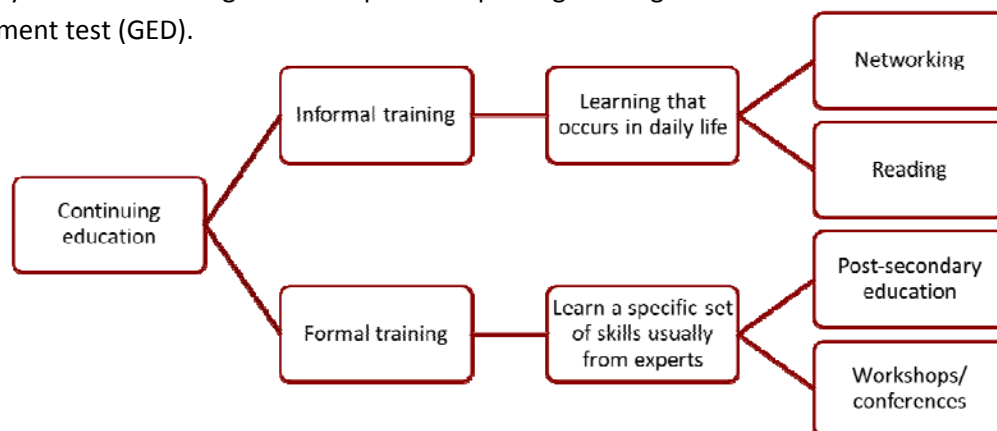 ment test (GED).
Networking
Informal training
Learning that
occurs in daily life
Reading
Continuing
education
Post-secondary
education
Formal training
Learn a specific set
of skills usually
from experts
Workshops/
conferences